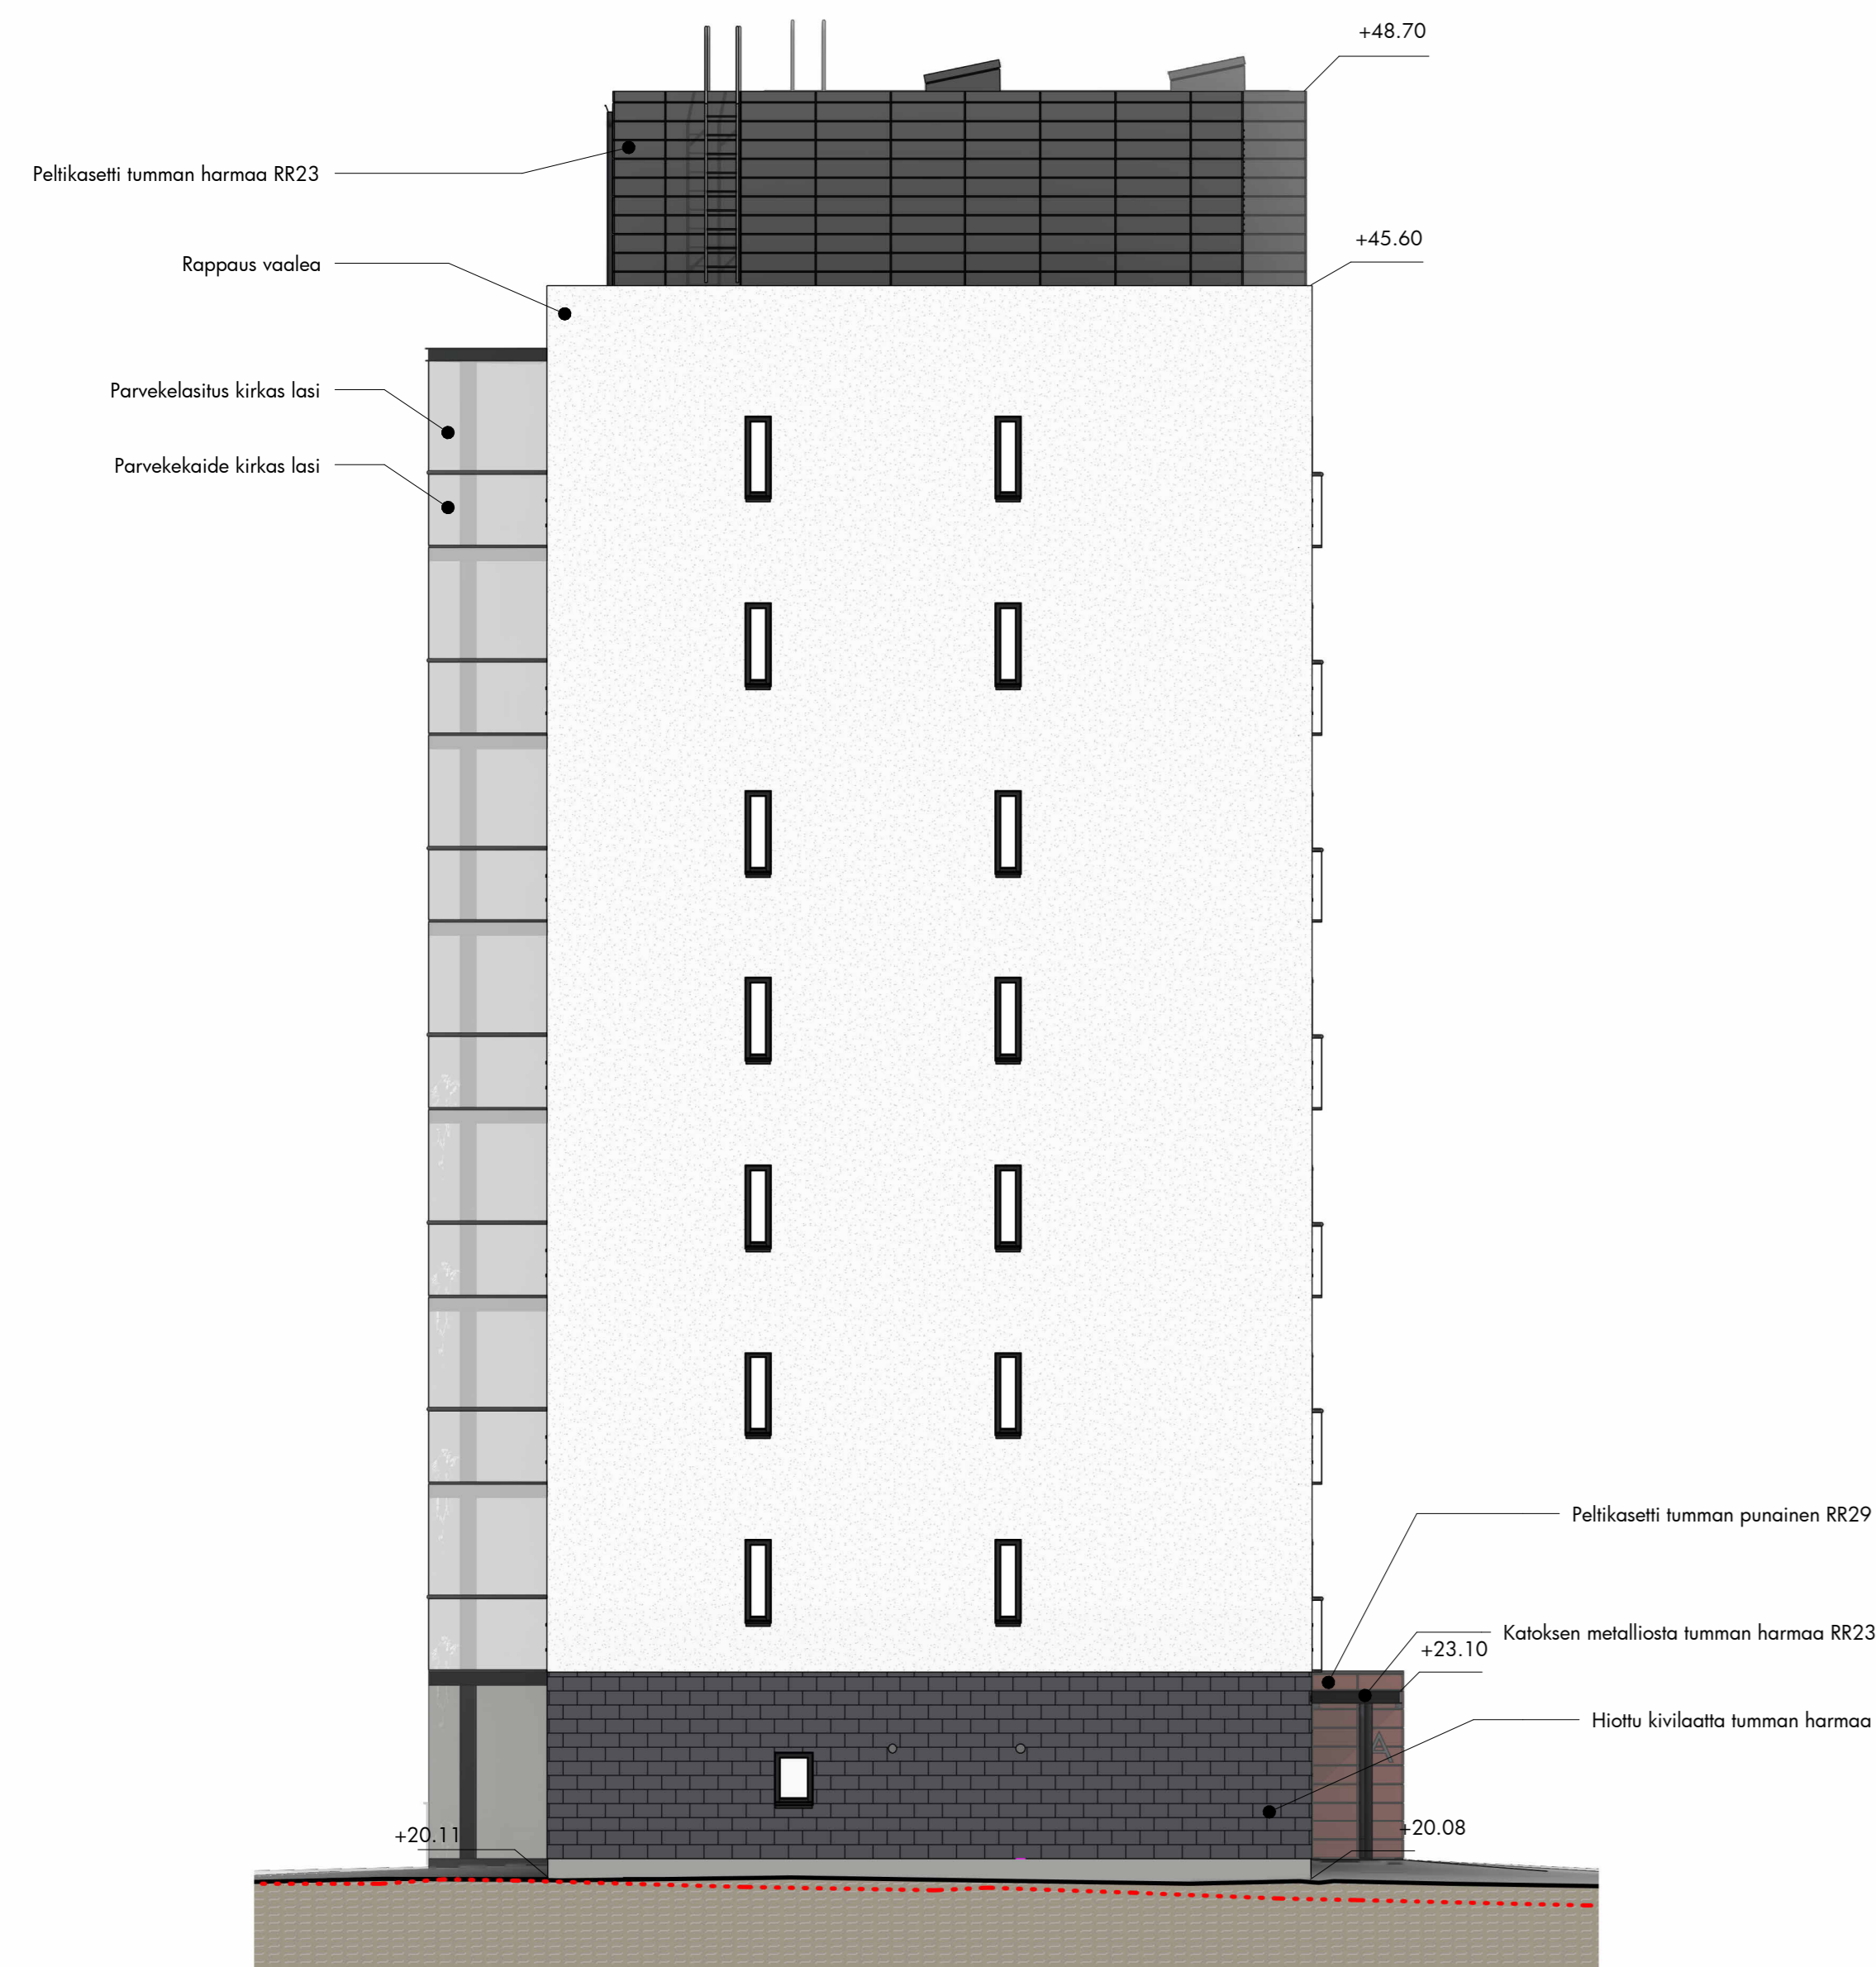 +48.70
Peltikasetti tumman harmaa RR23
+45.60
Rappaus vaalea
Parvekelasitus kirkas lasi
Parvekekaide kirkas lasi
Peltikasetti tumman punainen RR29
Katoksen metalliosta tumman harmaa RR23
+23.10
Hiottu kivilaatta tumman harmaa
A
+20.11
+20.08